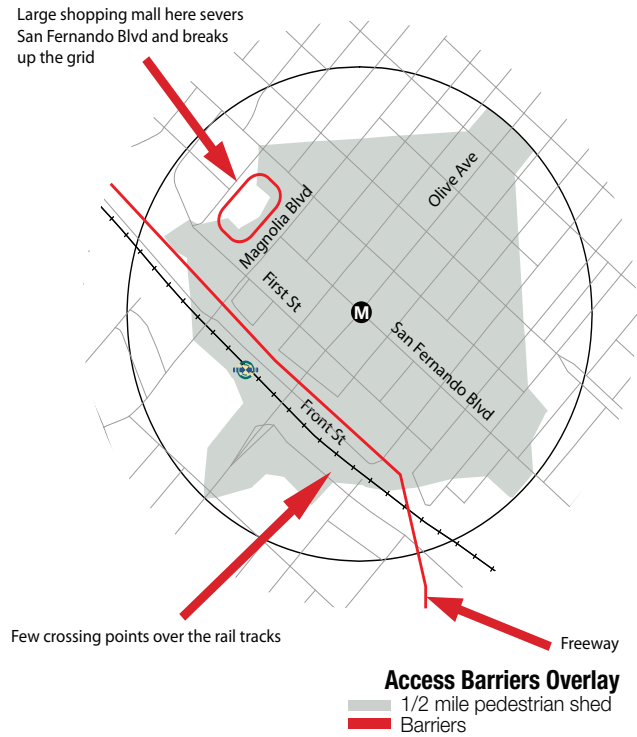 Large shopping mall here severs
San Fernando Blvd and breaks
up the grid
Olive Ave
Magnolia Blvd
First St
M
San Fernando Blvd
Front St
Few crossing points over the rail tracks
Freeway
Access Barriers Overlay
1/2 mile pedestrian shed
Barriers